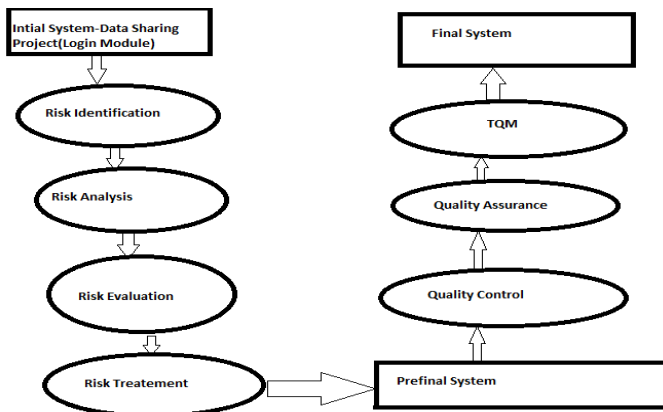 Intial System-Data Sharing
Project(Login Module)
Risk Identification
Risk Analysis
Risk Evaluation
Risk Treatement
Prefinal System
Quality Control
Quality Assurance
TQM
Final System